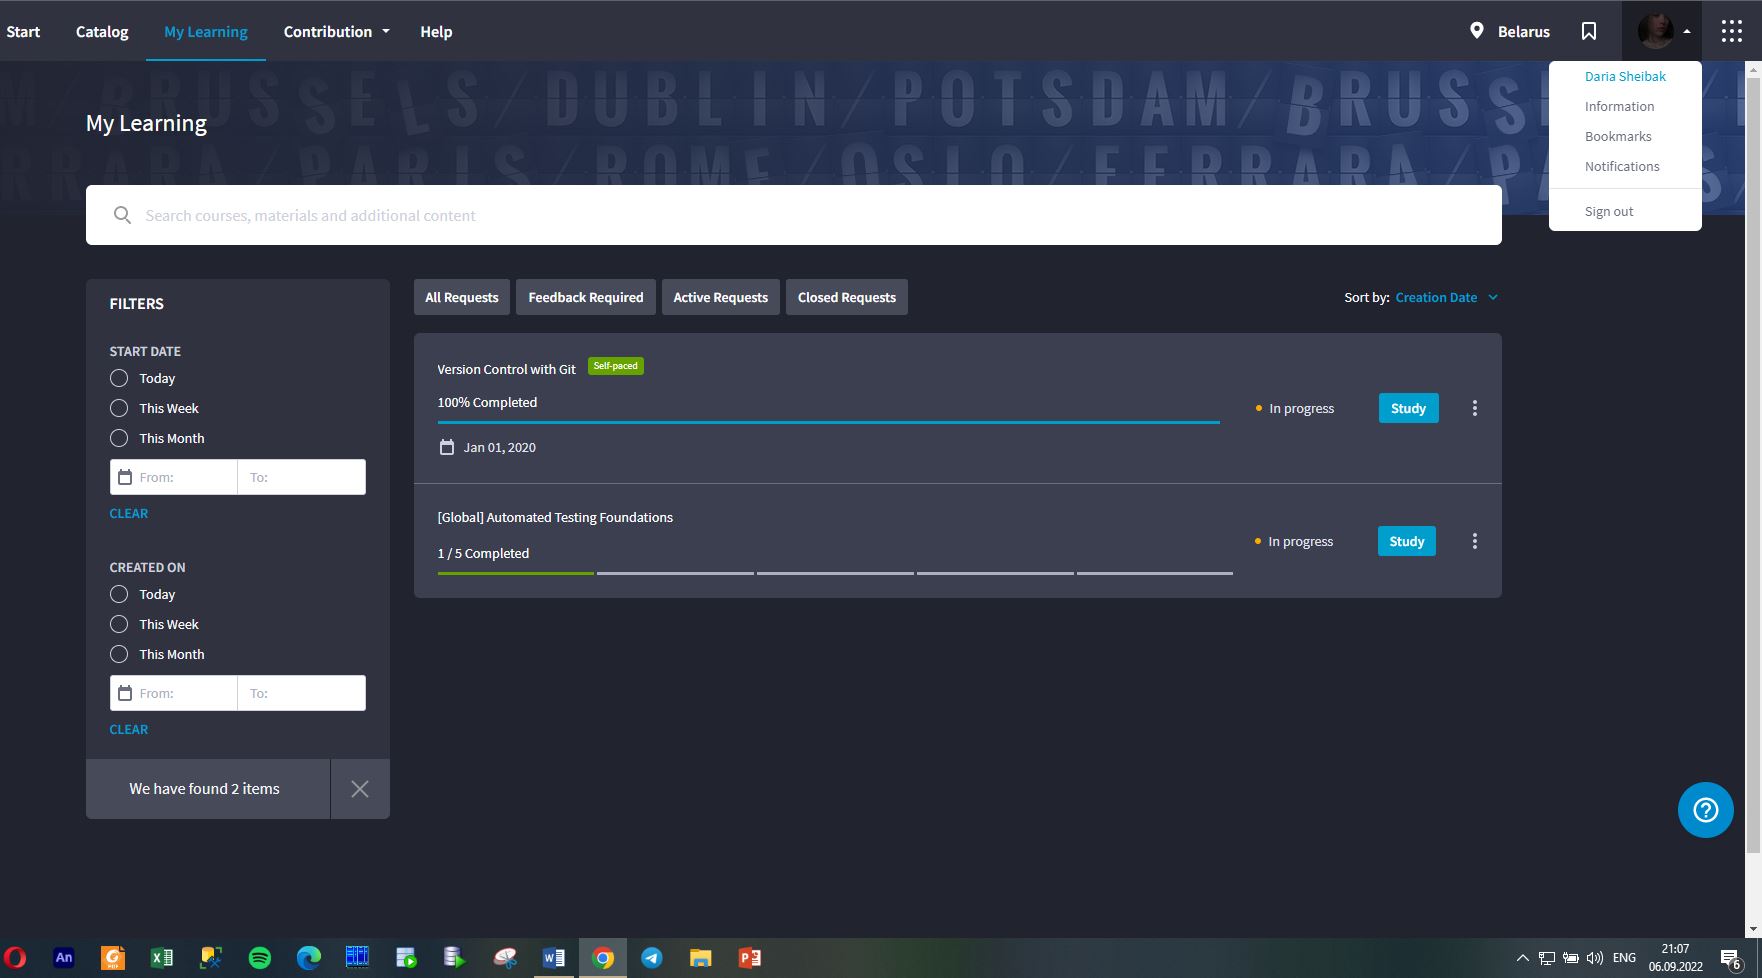 Start
Catalog
My Learning
Contribution
Help
Belarus
BRUSSELS/DUBLIN/POTSDAM/BRUSS
PARIS/ROME/OSLO/FERRARA/
My Learning
Daria Sheibak
Information
Bookmarks
Notifications
Sign out
Search courses, materials and additional content
FILTERS
START DATE
Today
This Week
This Month
From:
To:
CLEAR
CREATED ON
Today
This Week
This Month
From:
To:
CLEAR
We have found 2 items
All Requests
Feedback Required
Active Requests
Closed Requests
Sort by: Creation Date
Version Control with Git
Self-paced
100% Completed
Jan 01, 2020
In progress
Study
[Global] Automated Testing Foundations
1 / 5 Completed
In progress
Study
An
ENG
21:07
06.09.2022
6